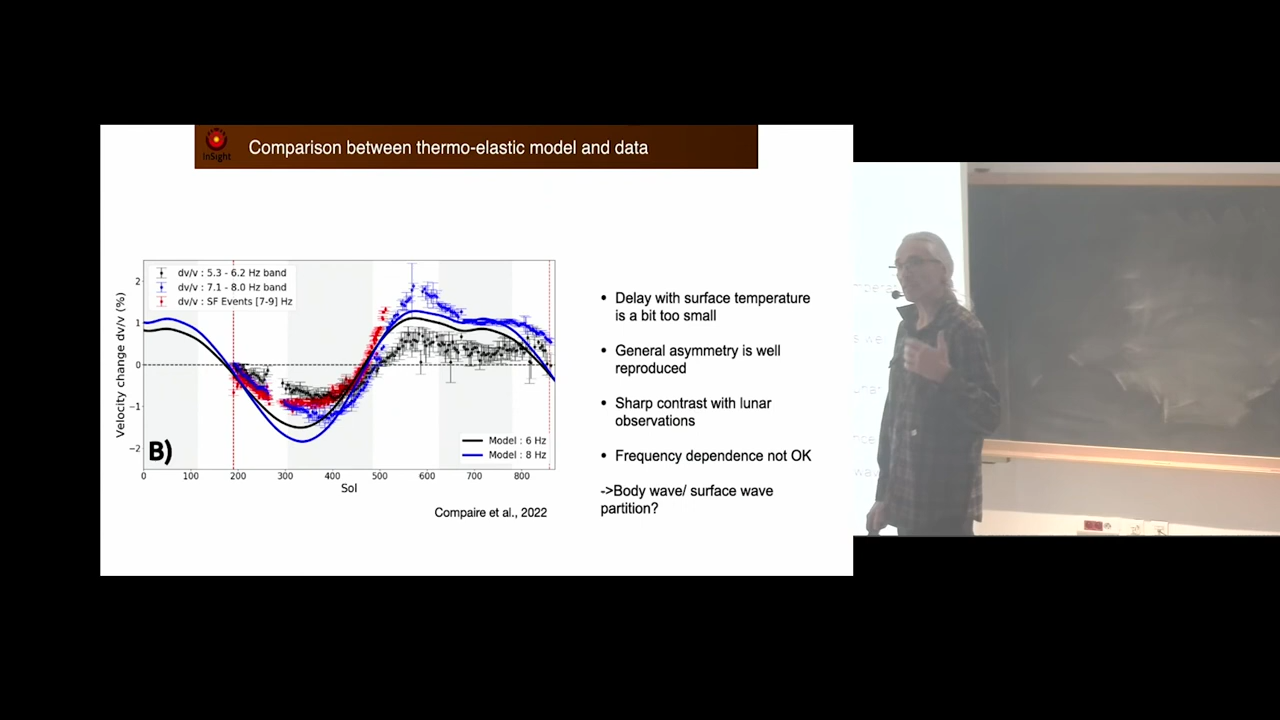 InSight
Comparison between thermo-elastic model and data
dv/v : 5.3 - 6.2 Hz band
dv/v : 7.1 - 8.0 Hz band
dv/v : SF Events [7-9] Hz
Velocity change dv/v (%)
2
1
0
−1
−2
B)
Model : 6 Hz
Model : 8 Hz
0 100 200 300 400 500 600 700 800
Sol
Compaire et al., 2022
• Delay with surface temperature
is a bit too small
• General asymmetry is well
reproduced
• Sharp contrast with lunar
observations
• Frequency dependence not OK
->Body wave/ surface wave
partition?